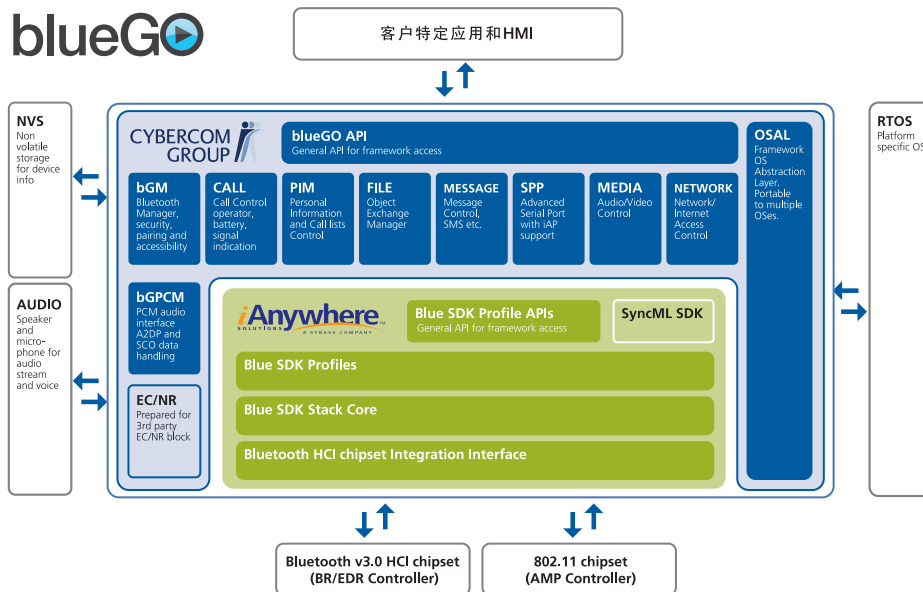 blueGO
客户特定应用和HMI
NVS
Non
volatile
storage
for device
info
CYBERCOM
GROUP
blueGO API
General API for framework access
OSAL
Framework
OS
Abstraction
Layer.
Portable
to multiple
OSes.
RTOS
Platform
specific OS
bGM
Bluetooth
Manager,
security,
pairing and
accessibility
CALL
Call Control
operator,
battery,
signal
indication
PIM
Personal
Information
and Call lists
Control
FILE
Object
Exchange
Manager
MESSAGE
Message
Control,
SMS etc.
SPP
Advanced
Serial Port
with iAP
support
MEDIA
Audio/Video
Control
NETWORK
Network/
Internet
Access
Control
AUDIO
Speaker
and
micro-
phone for
audio
stream
and voice
bGPCM
PCM audio
interface
A2DP and
SCO data
handling
EC/NR
Prepared for
3rd party
EC/NR block
iAnywhere
SOLUTIONS
A SYBASE COMPANY
Blue SDK Profile APIs
General API for framework access
SyncML SDK
Blue SDK Profiles
Blue SDK Stack Core
Bluetooth HCI chipset Integration Interface
Bluetooth v3.0 HCI chipset
(BR/EDR Controller)
802.11 chipset
(AMP Controller)